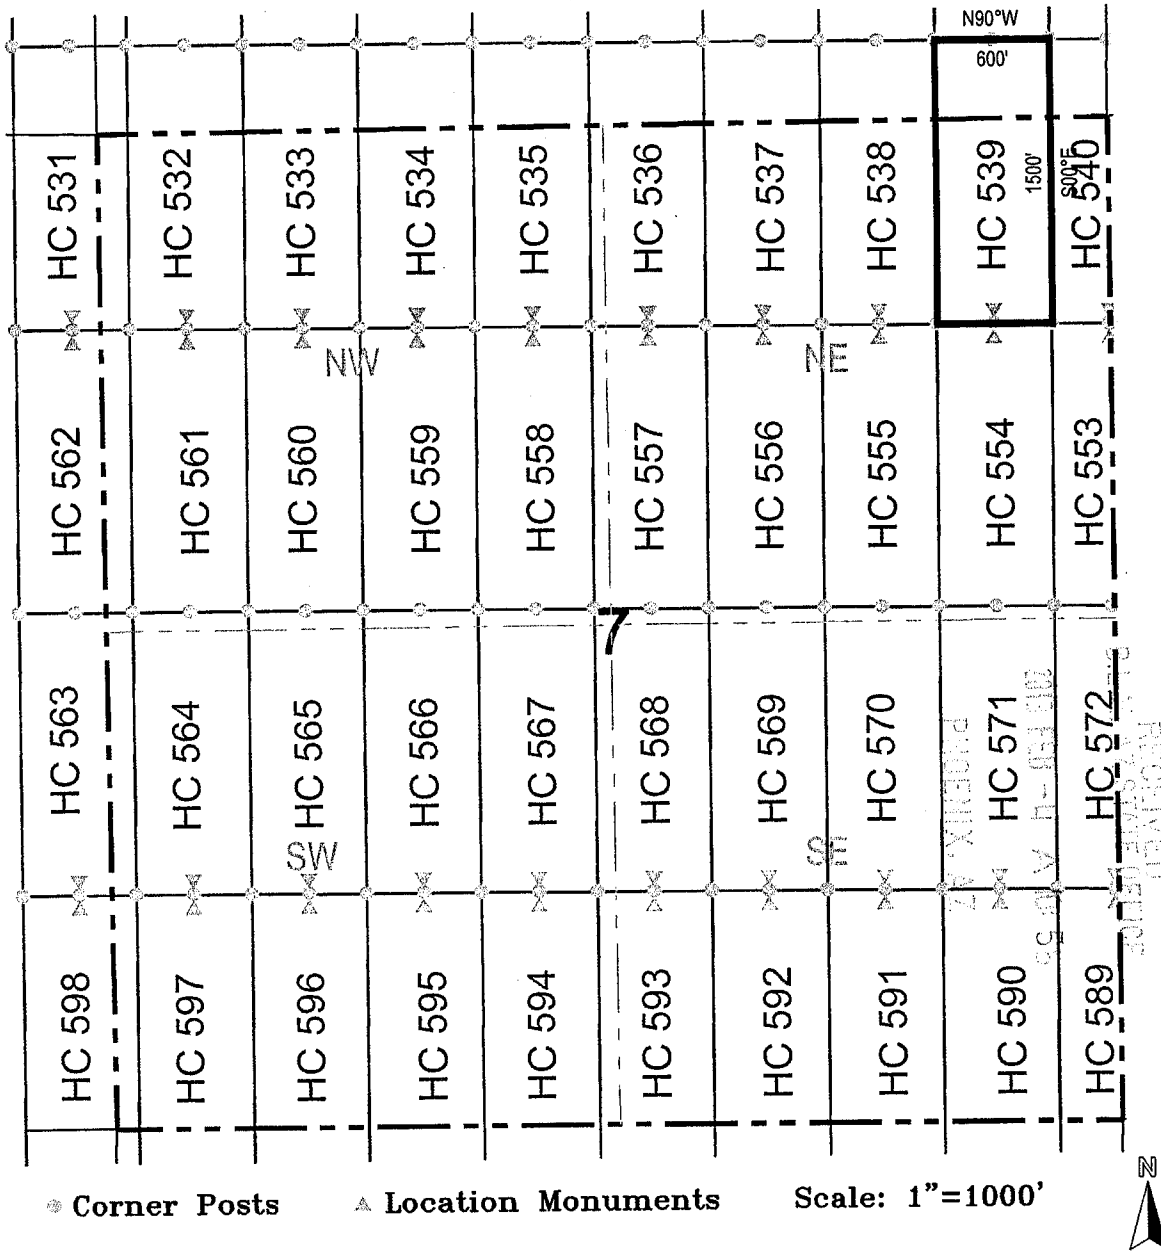 N90°W
600'
HC 531
HC 532
HC 533
HC 534
HC 535
HC 536
HC 537
HC 538
HC 539
1500'
S00°E
HC 540
NW
NE
HC 562
HC 561
HC 560
HC 559
HC 558
HC 557
HC 556
HC 555
HC 554
HC 553
7
HC 563
HC 564
HC 565
HC 566
HC 567
HC 568
HC 569
HC 570
HC 571
HC 572
SW
SE
RECEIVED
PHOENIX, AZ
HC 598
HC 597
HC 596
HC 595
HC 594
HC 593
HC 592
HC 591
HC 590
HC 589
Corner Posts
Location Monuments
Scale: 1"=1000'
N